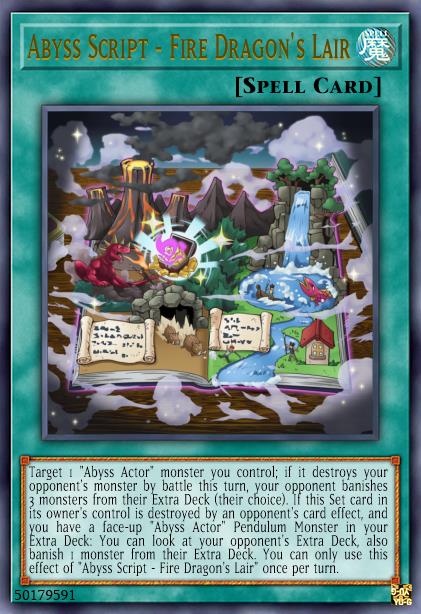 Abyss Script - Fire Dragon's Lair
[Spell Card]
Target 1 "Abyss Actor" monster you control; if it destroys your
opponent's monster by battle this turn, your opponent banishes
3 monsters from their Extra Deck (their choice). If this Set card in
its owner's control is destroyed by an opponent's card effect, and
you have a face-up "Abyss Actor" Pendulum Monster in your
Extra Deck: You can look at your opponent's Extra Deck, also
banish 1 monster from their Extra Deck. You can only use this
effect of "Abyss Script - Fire Dragon's Lair" once per turn.
50179591